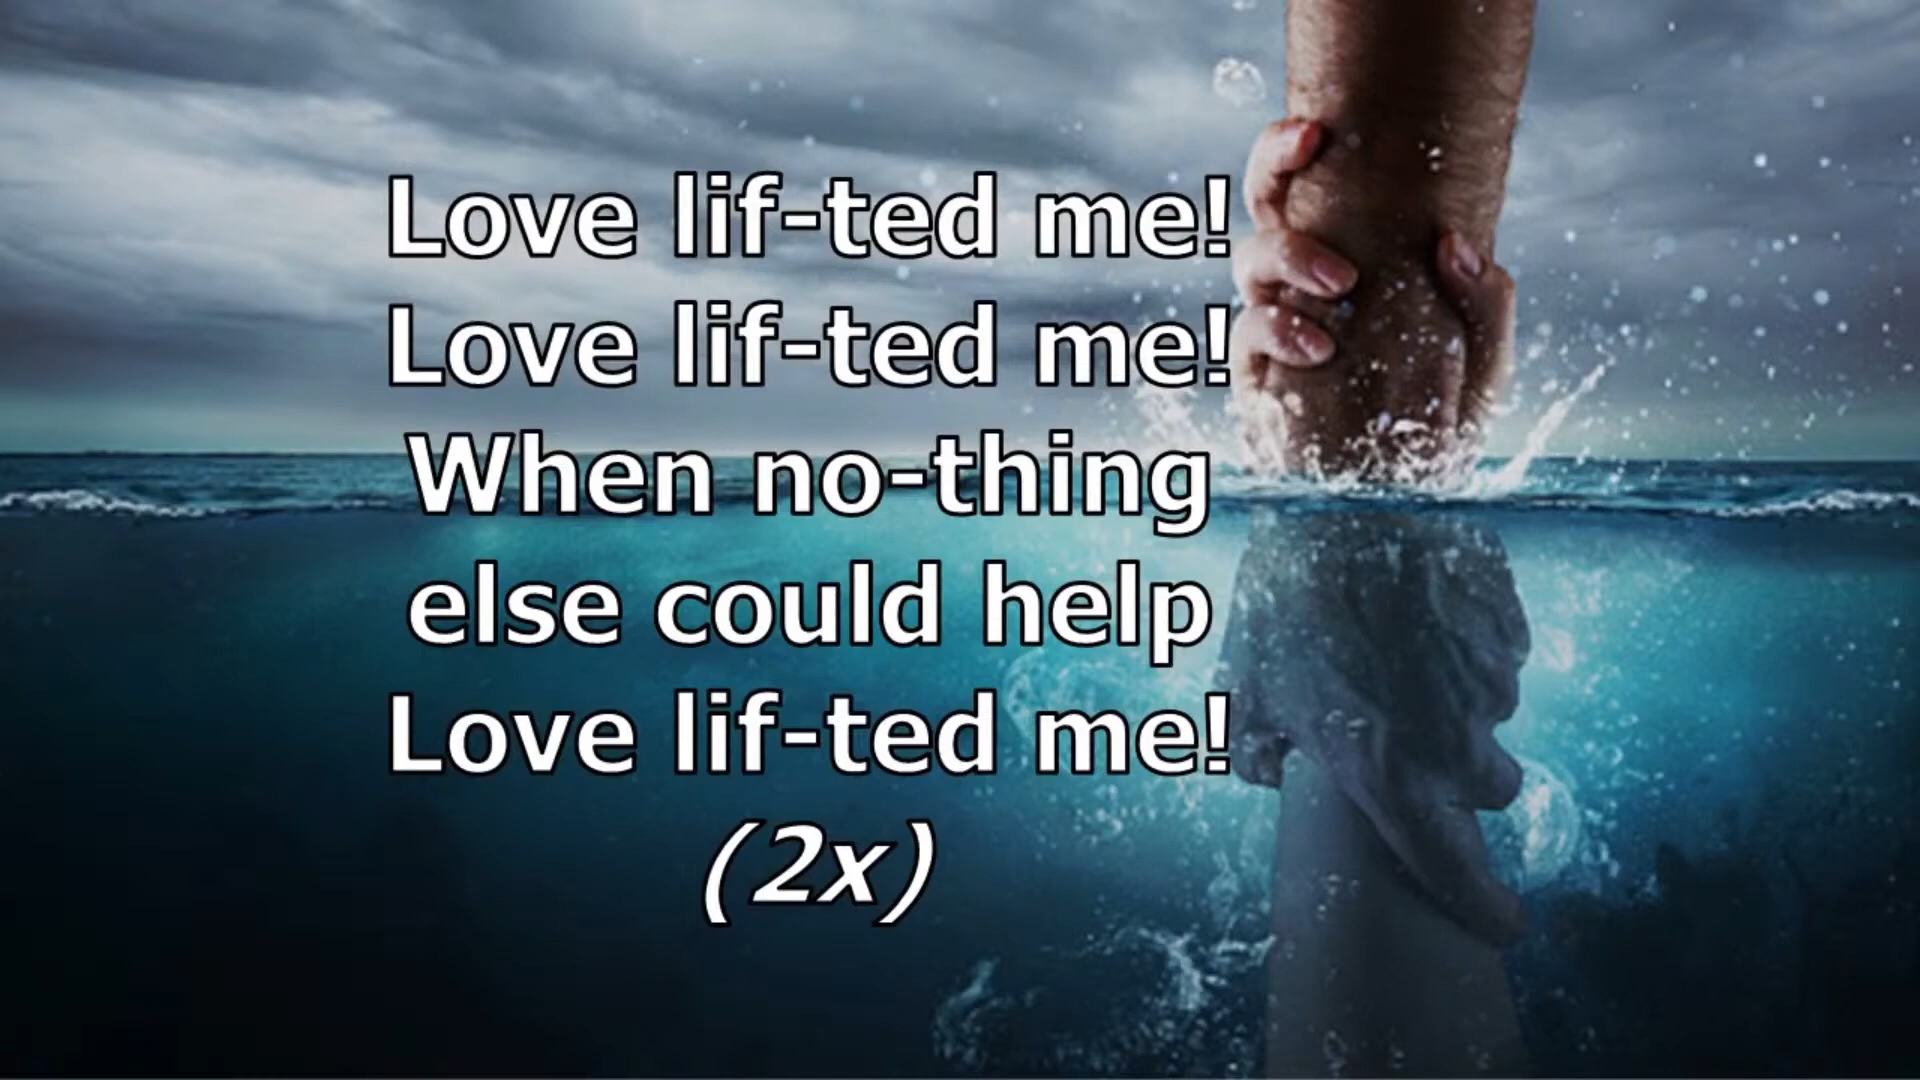 Love lif-ted me!
Love lif-ted me!
When no-thing
else could help
Love lif-ted me!
(2x)